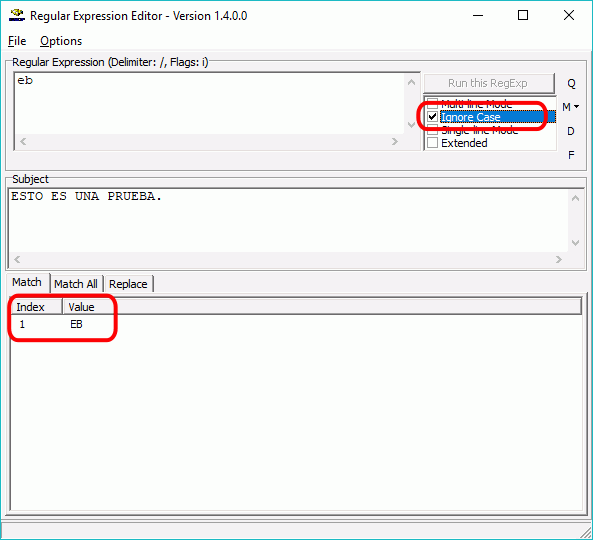 Regular Expression Editor - Version 1.4.0.0
File Options
Regular Expression (Delimiter: /, Flags: i)
eb
Run this RegExp
Q
Multi-line Mode
M
Ignore Case
Single-line Mode
D
Extended
F
Subject
ESTO ES UNA PRUEBA.
Match Match All Replace
Index Value
1 EB